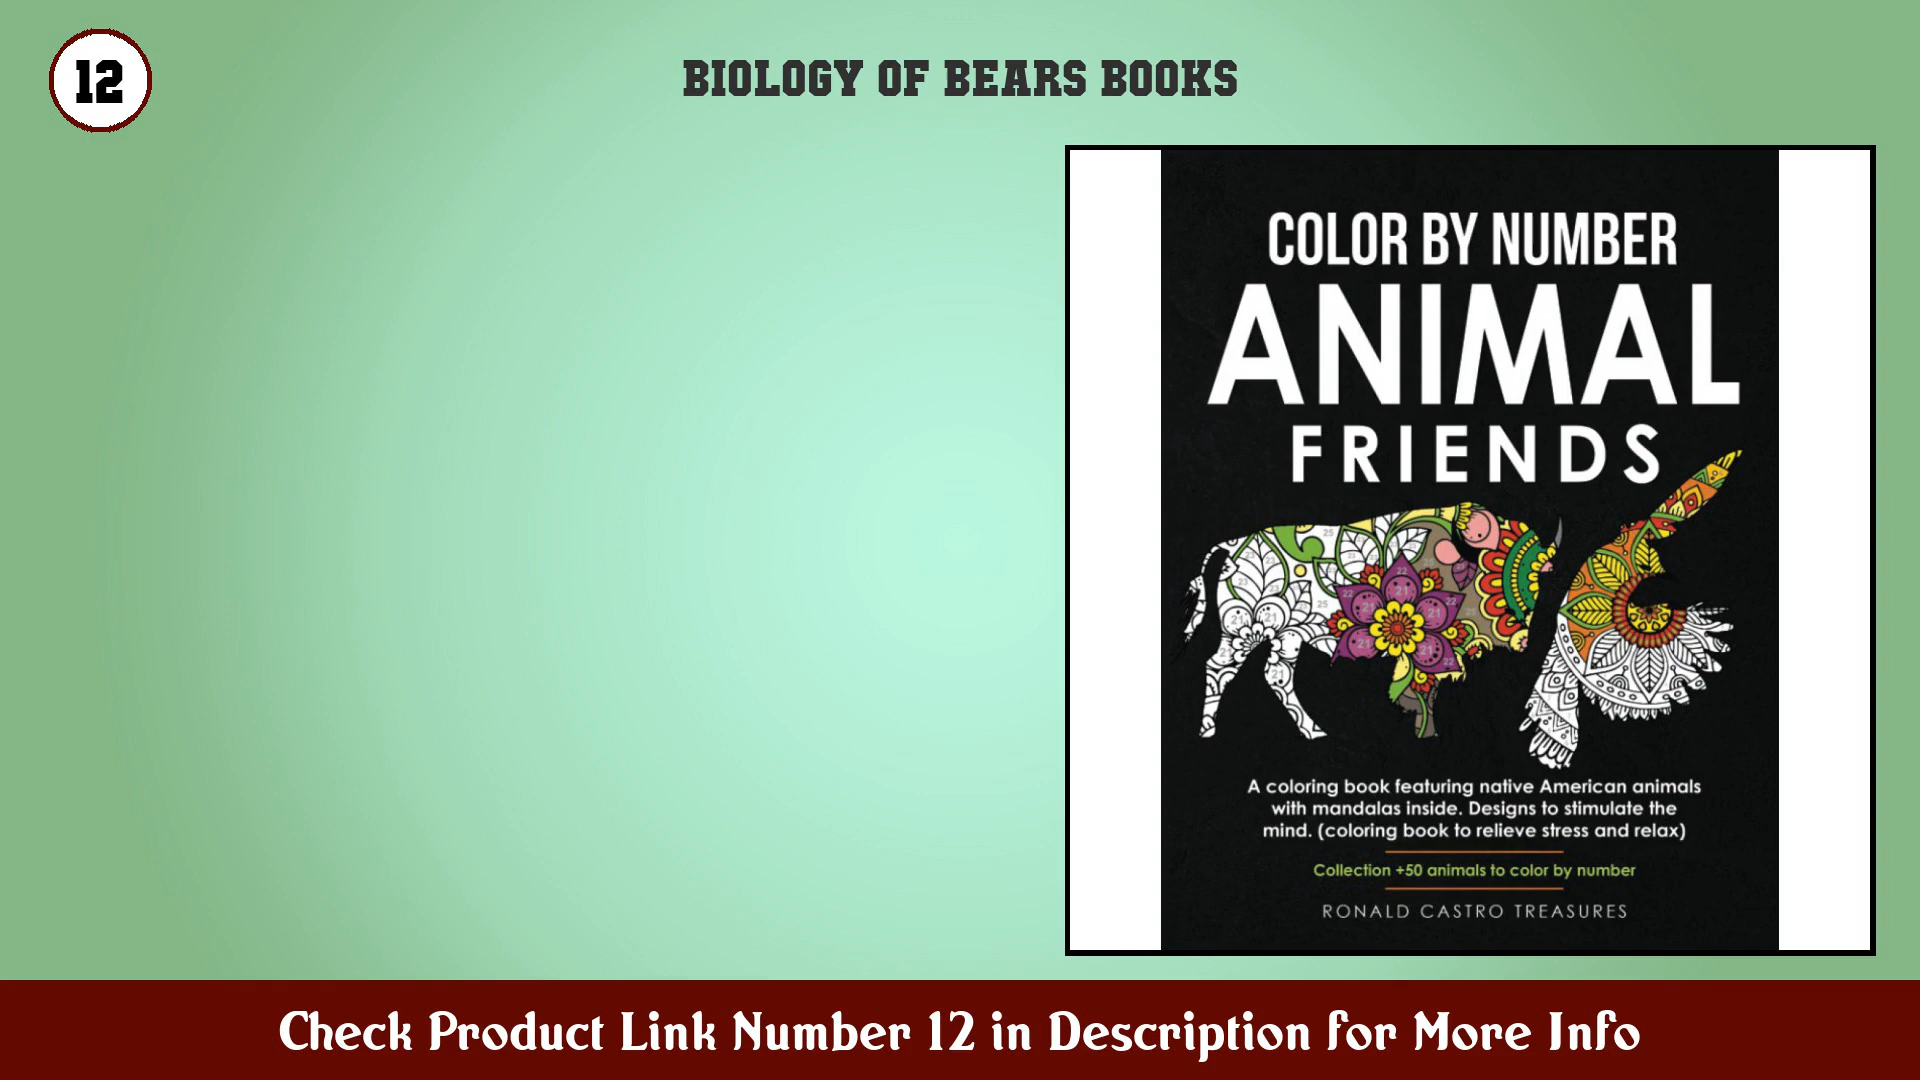 12
BIOLOGY OF BEARS BOOKS
COLOR BY NUMBER
ANIMAL
FRIENDS
A coloring book featuring native American animals
with mandalas inside. Designs to stimulate the
mind. (coloring book to relieve stress and relax)
Collection +50 animals to color by number
RONALD CASTRO TREASURES
Check Product Link Number 12 in Description for More Info